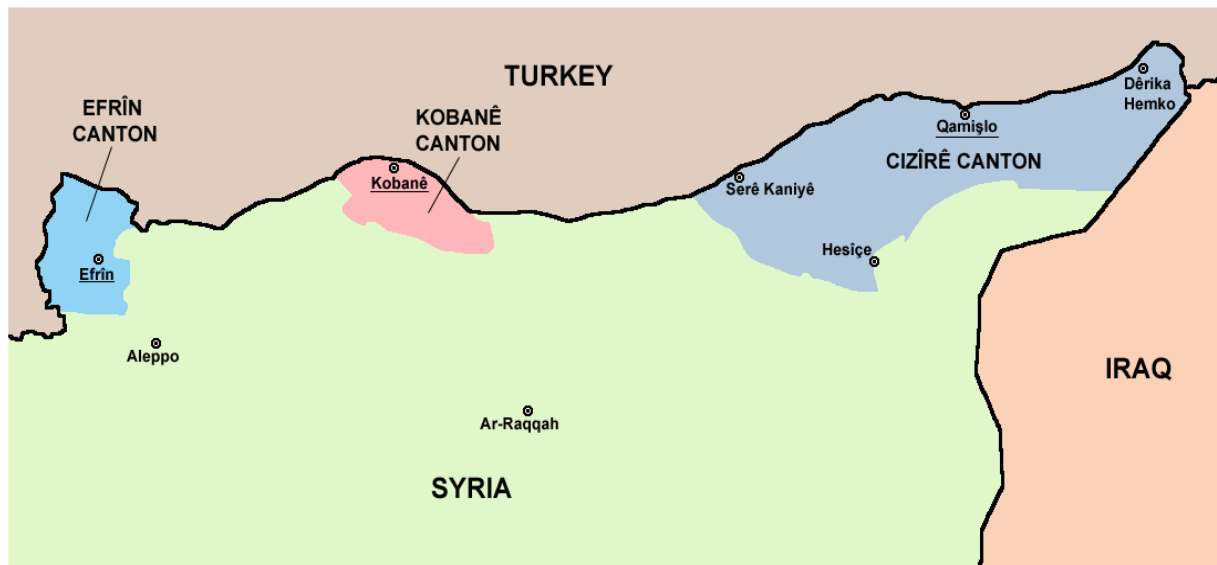 TURKEY
EFRÎN
CANTON
KOBANÊ
CANTON
Dêrika
Hemko
Qamişlo
CIZÎRÊ CANTON
Kobanê
Serê Kaniyê
Hesîçe
Efrîn
Aleppo
IRAQ
Ar-Raqqah
SYRIA